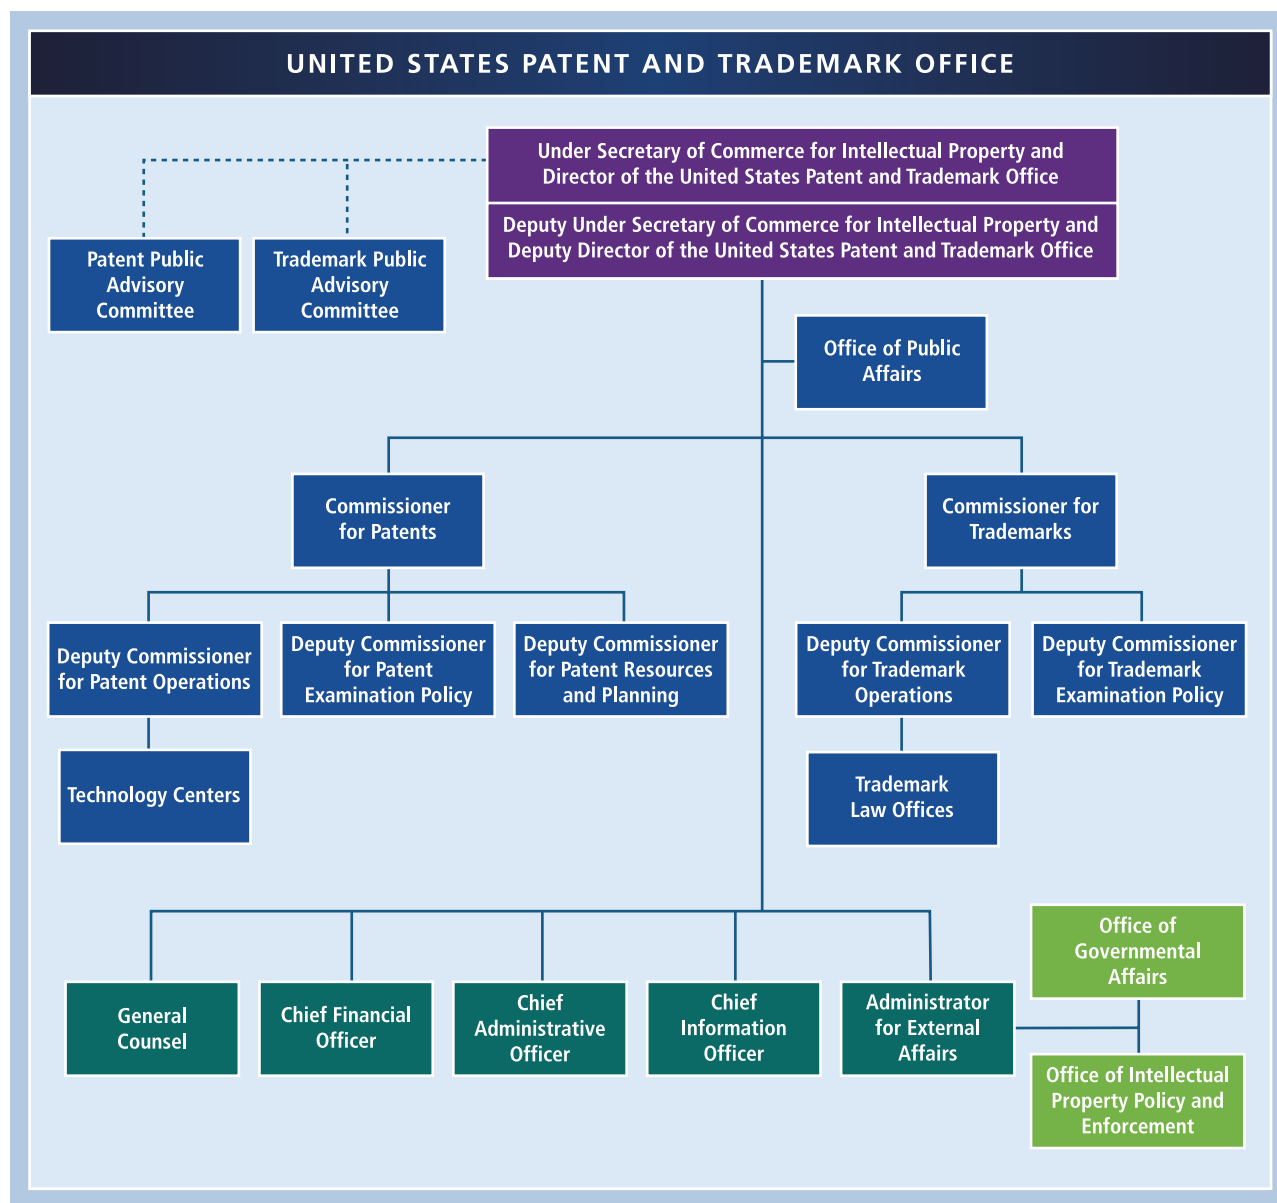 UNITED STATES PATENT AND TRADEMARK OFFICE
Under Secretary of Commerce for Intellectual Property and
Director of the United States Patent and Trademark Office
Deputy Under Secretary of Commerce for Intellectual Property and
Deputy Director of the United States Patent and Trademark Office
Patent Public
Advisory
Committee
Trademark Public
Advisory
Committee
Office of Public
Affairs
Commissioner
for Patents
Commissioner for
Trademarks
Deputy Commissioner
for Patent Operations
Deputy Commissioner
for Patent
Examination Policy
Deputy Commissioner
for Patent Resources
and Planning
Deputy Commissioner
for Trademark
Operations
Deputy Commissioner
for Trademark
Examination Policy
Technology Centers
Trademark
Law Offices
General
Counsel
Chief Financial
Officer
Chief
Administrative
Officer
Chief
Information
Officer
Administrator
for External
Affairs
Office of
Governmental
Affairs
Office of Intellectual
Property Policy and
Enforcement